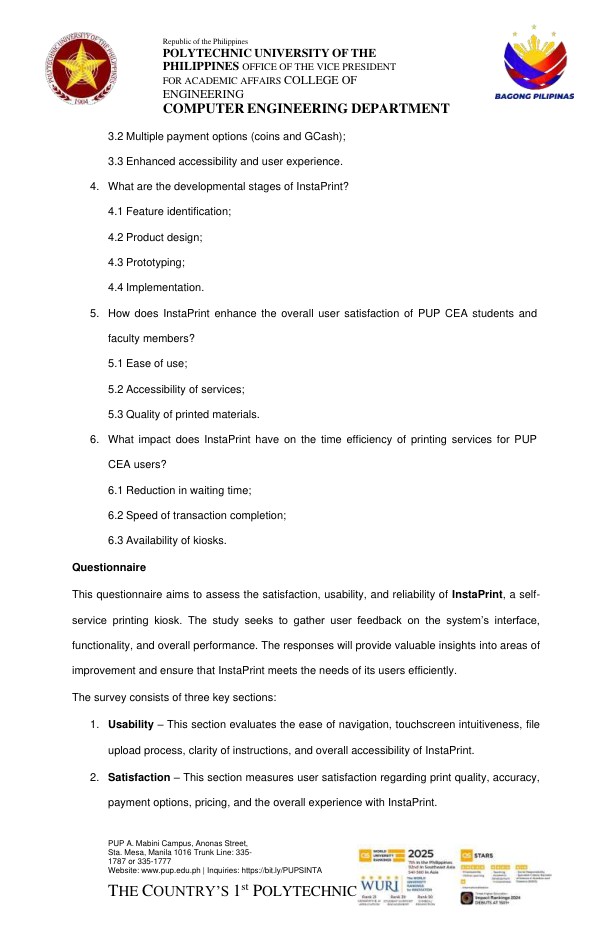 Republic of the Philippines
POLYTECHNIC UNIVERSITY OF THE
PHILIPPINES OFFICE OF THE VICE PRESIDENT
FOR ACADEMIC AFFAIRS COLLEGE OF
ENGINEERING
COMPUTER ENGINEERING DEPARTMENT
1904
BAGONG PILIPINAS
3.2 Multiple payment options (coins and GCash);
3.3 Enhanced accessibility and user experience.
4. What are the developmental stages of InstaPrint?
4.1 Feature identification;
4.2 Product design;
4.3 Prototyping;
4.4 Implementation.
5. How does InstaPrint enhance the overall user satisfaction of PUP CEA students and
faculty members?
5.1 Ease of use;
5.2 Accessibility of services;
5.3 Quality of printed materials.
6. What impact does InstaPrint have on the time efficiency of printing services for PUP
CEA users?
6.1 Reduction in waiting time;
6.2 Speed of transaction completion;
6.3 Availability of kiosks.
Questionnaire
This questionnaire aims to assess the satisfaction, usability, and reliability of InstaPrint, a self-
service printing kiosk. The study seeks to gather user feedback on the system's interface,
functionality, and overall performance. The responses will provide valuable insights into areas of
improvement and ensure that InstaPrint meets the needs of its users efficiently.
The survey consists of three key sections:
1. Usability – This section evaluates the ease of navigation, touchscreen intuitiveness, file
upload process, clarity of instructions, and overall accessibility of InstaPrint.
2. Satisfaction – This section measures user satisfaction regarding print quality, accuracy,
payment options, pricing, and the overall experience with InstaPrint.
PUP A. Mabini Campus, Anonas Street,
Sta. Mesa, Manila 1016 Trunk Line: 335-
1787 or 335-1777
Website: www.pup.edu.ph | Inquiries: https://bit.ly/PUPSINTA
THE COUNTRY'S 1st POLYTECHNIC
QS WORLD UNIVERSITY RANKINGS
2025
QS STARS
WURI
Impact Rankings 2024